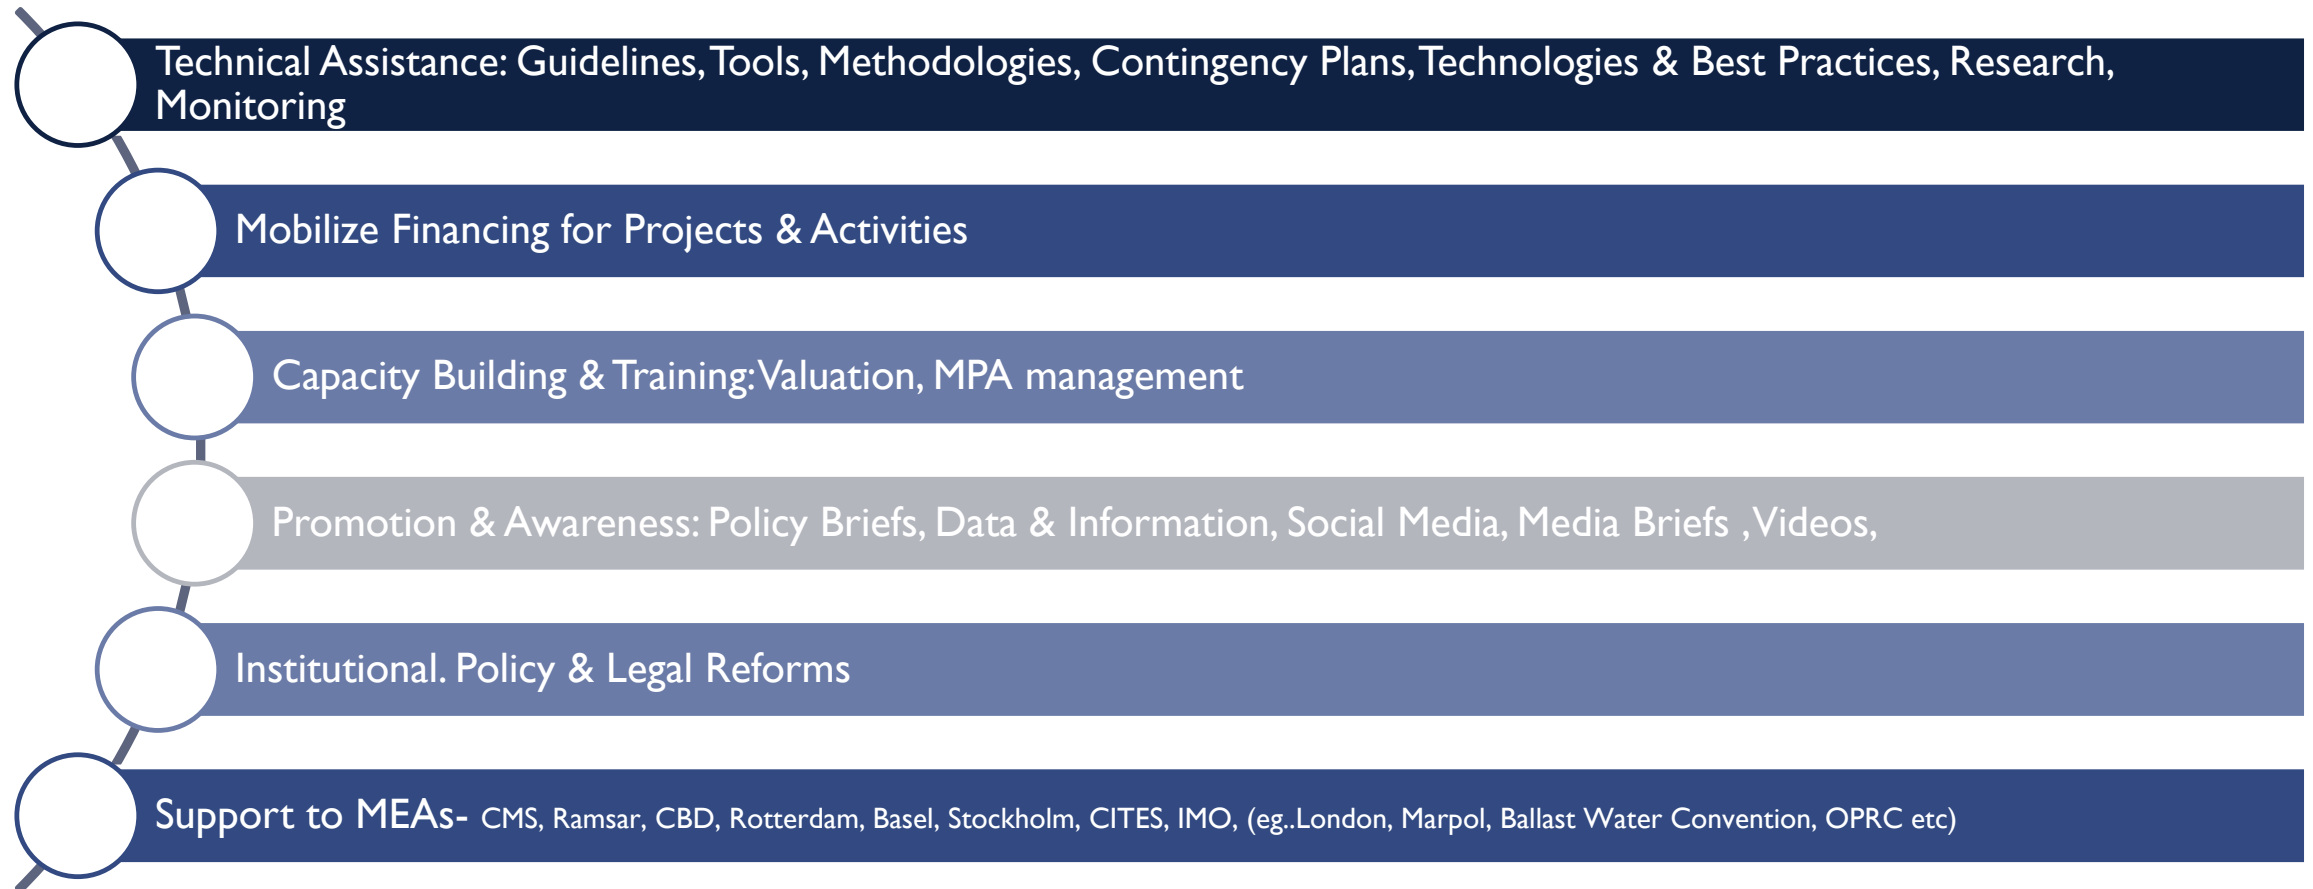 Technical Assistance: Guidelines, Tools, Methodologies, Contingency Plans, Technologies & Best Practices, Research,
Monitoring
Mobilize Financing for Projects & Activities
Capacity Building & Training: Valuation, MPA management
Promotion & Awareness: Policy Briefs, Data & Information, Social Media, Media Briefs , Videos,
Institutional. Policy & Legal Reforms
Support to MEAs- CMS, Ramsar, CBD, Rotterdam, Basel, Stockholm, CITES, IMO, (eg..London, Marpol, Ballast Water Convention, OPRC etc)